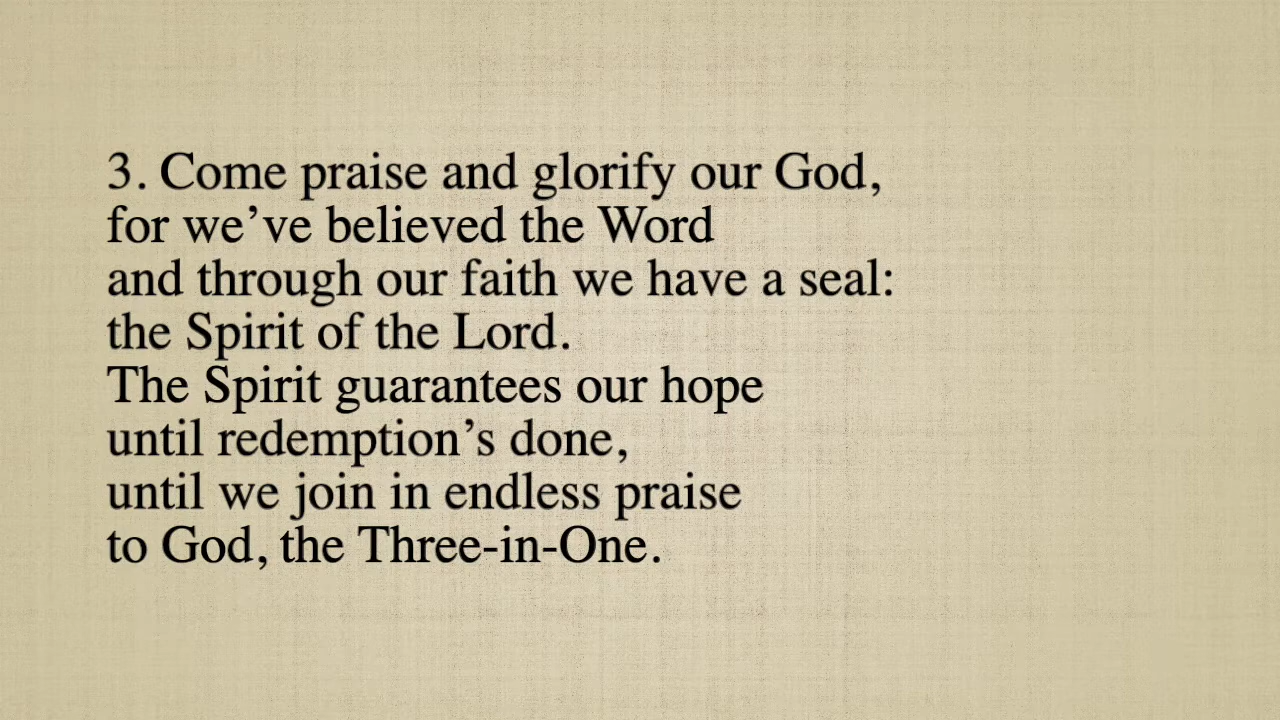 3. Come praise and glorify our God,
for we’ve believed the Word
and through our faith we have a seal:
the Spirit of the Lord.
The Spirit guarantees our hope
until redemption’s done,
until we join in endless praise
to God, the Three-in-One.